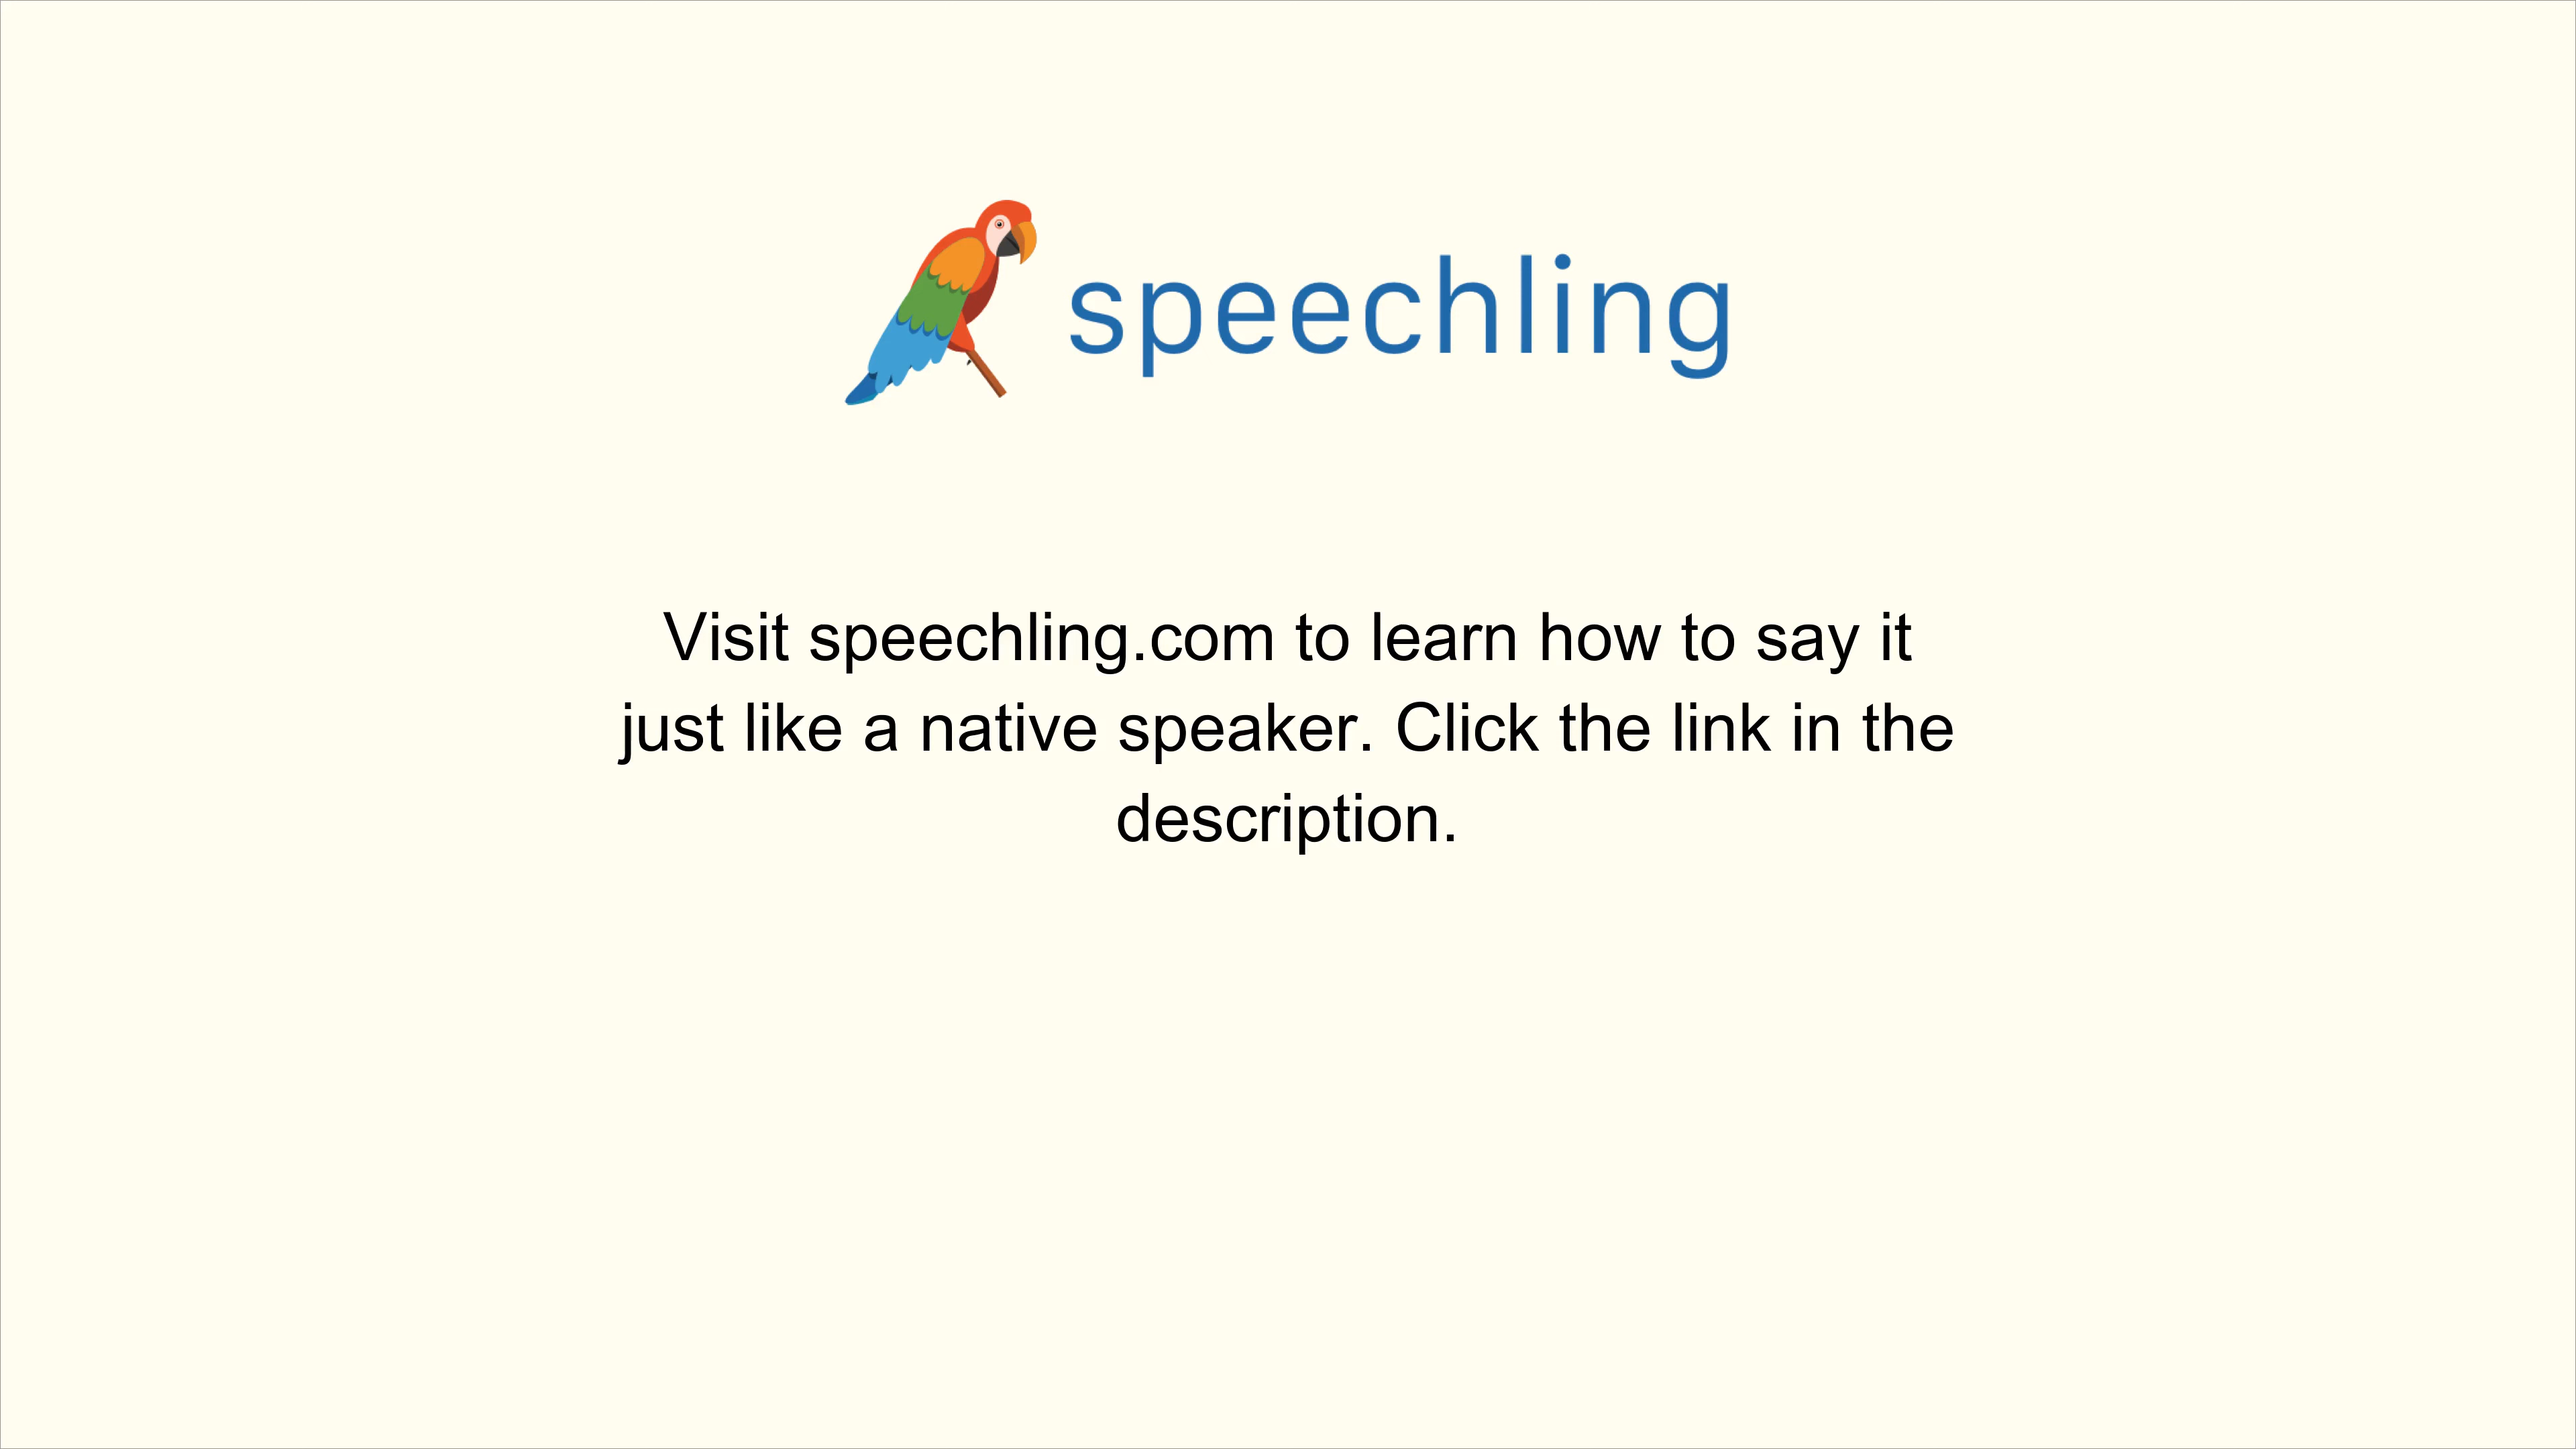 speechling
Visit speechling.com to learn how to say it
just like a native speaker. Click the link in the
description.